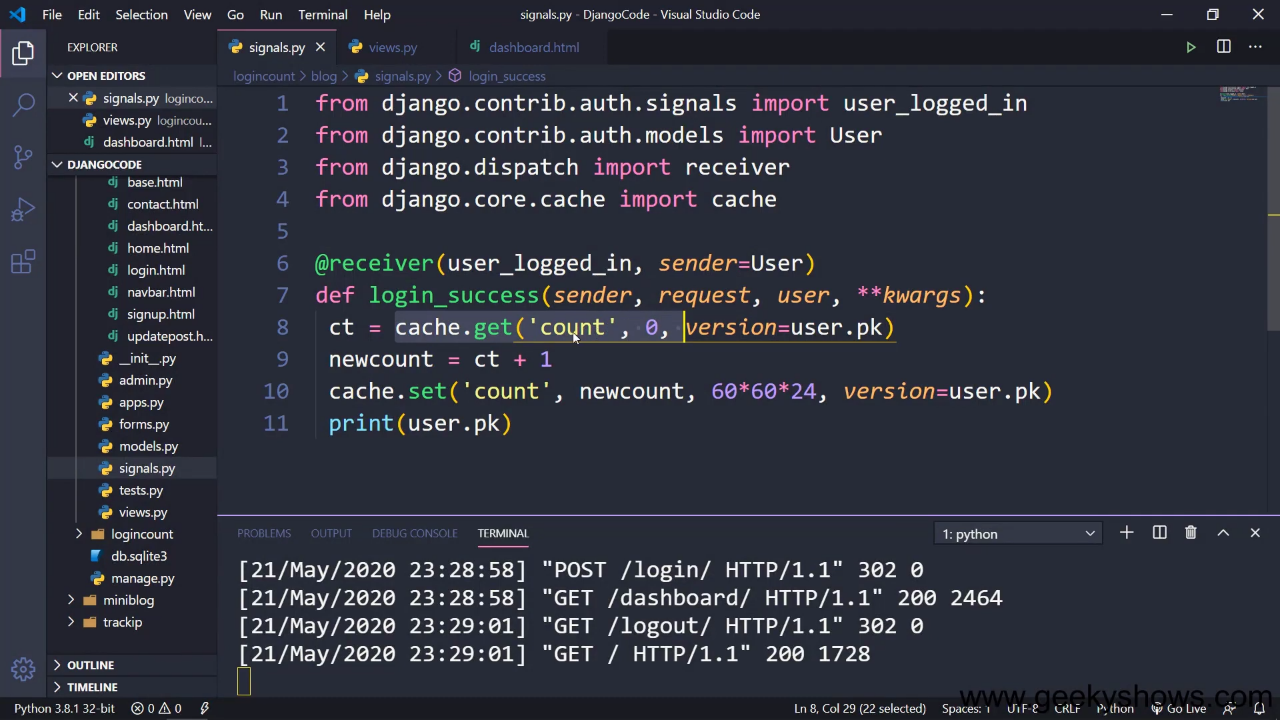 File Edit Selection View Go Run Terminal Help signals.py - DjangoCode - Visual Studio Code
EXPLORER
OPEN EDITORS
signals.py loginco...
views.py logincou...
dashboard.html lo...
DJANGOCODE
base.html
contact.html
dashboard.ht...
home.html
login.html
navbar.html
signup.html
updatepost.html
__init__.py
admin.py
apps.py
forms.py
models.py
signals.py
tests.py
views.py
logincount
db.sqlite3
manage.py
miniblog
trackip
OUTLINE
TIMELINE
signals.py views.py dashboard.html
logincount > blog > signals.py > login_success
1 from django.contrib.auth.signals import user_logged_in
2 from django.contrib.auth.models import User
3 from django.dispatch import receiver
4 from django.core.cache import cache
5
6 @receiver(user_logged_in, sender=User)
7 def login_success(sender, request, user, **kwargs):
8 ct = cache.get('count', 0, version=user.pk)
9 newcount = ct + 1
10 cache.set('count', newcount, 60*60*24, version=user.pk)
11 print(user.pk)
PROBLEMS OUTPUT DEBUG CONSOLE TERMINAL 1: python
[21/May/2020 23:28:58] "POST /login/ HTTP/1.1" 302 0
[21/May/2020 23:28:58] "GET /dashboard/ HTTP/1.1" 200 2464
[21/May/2020 23:29:01] "GET /logout/ HTTP/1.1" 302 0
[21/May/2020 23:29:01] "GET / HTTP/1.1" 200 1728
www.geekyshows.com
Python 3.8.1 32-bit 0 0 Ln 8, Col 29 (22 selected) Spaces: 1 UTF-8 CRLF Python Go Live